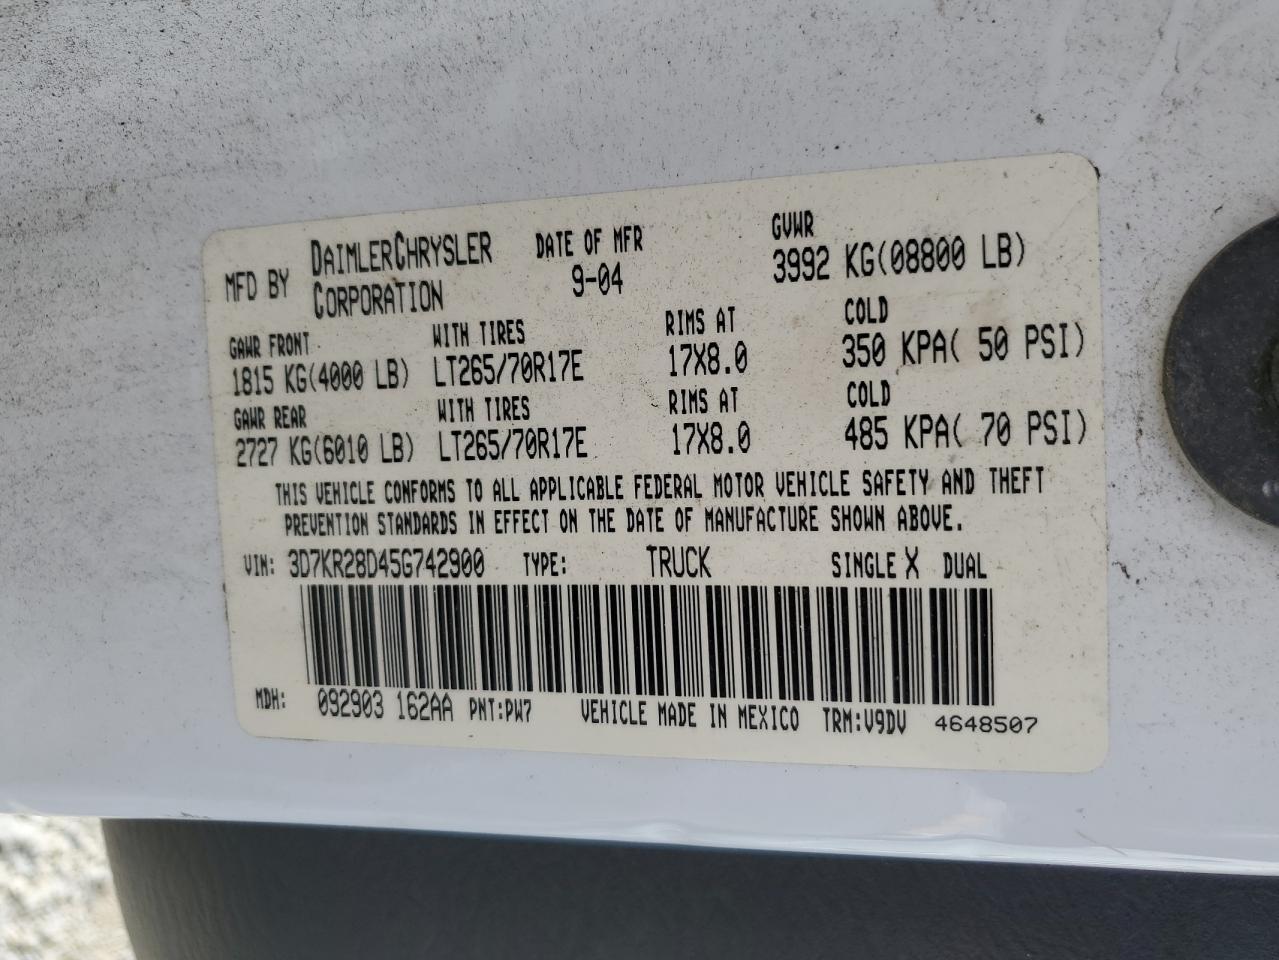 MFD BY DAIMLERCHRYSLER CORPORATION DATE OF MFR 9-04 GVWR 3992 KG(08800 LB)
GAWR FRONT WITH TIRES RIMS AT COLD
1815 KG(4000 LB) LT265/70R17E 17X8.0 350 KPA( 50 PSI)
GAWR REAR WITH TIRES RIMS AT COLD
2727 KG(6010 LB) LT265/70R17E 17X8.0 485 KPA( 70 PSI)
THIS VEHICLE CONFORMS TO ALL APPLICABLE FEDERAL MOTOR VEHICLE SAFETY AND THEFT
PREVENTION STANDARDS IN EFFECT ON THE DATE OF MANUFACTURE SHOWN ABOVE.
VIN: 3D7KR28D45G742900 TYPE: TRUCK SINGLE X DUAL
MDH: 092903 162AA PNT:PW7 VEHICLE MADE IN MEXICO TRM:V9DV 4648507